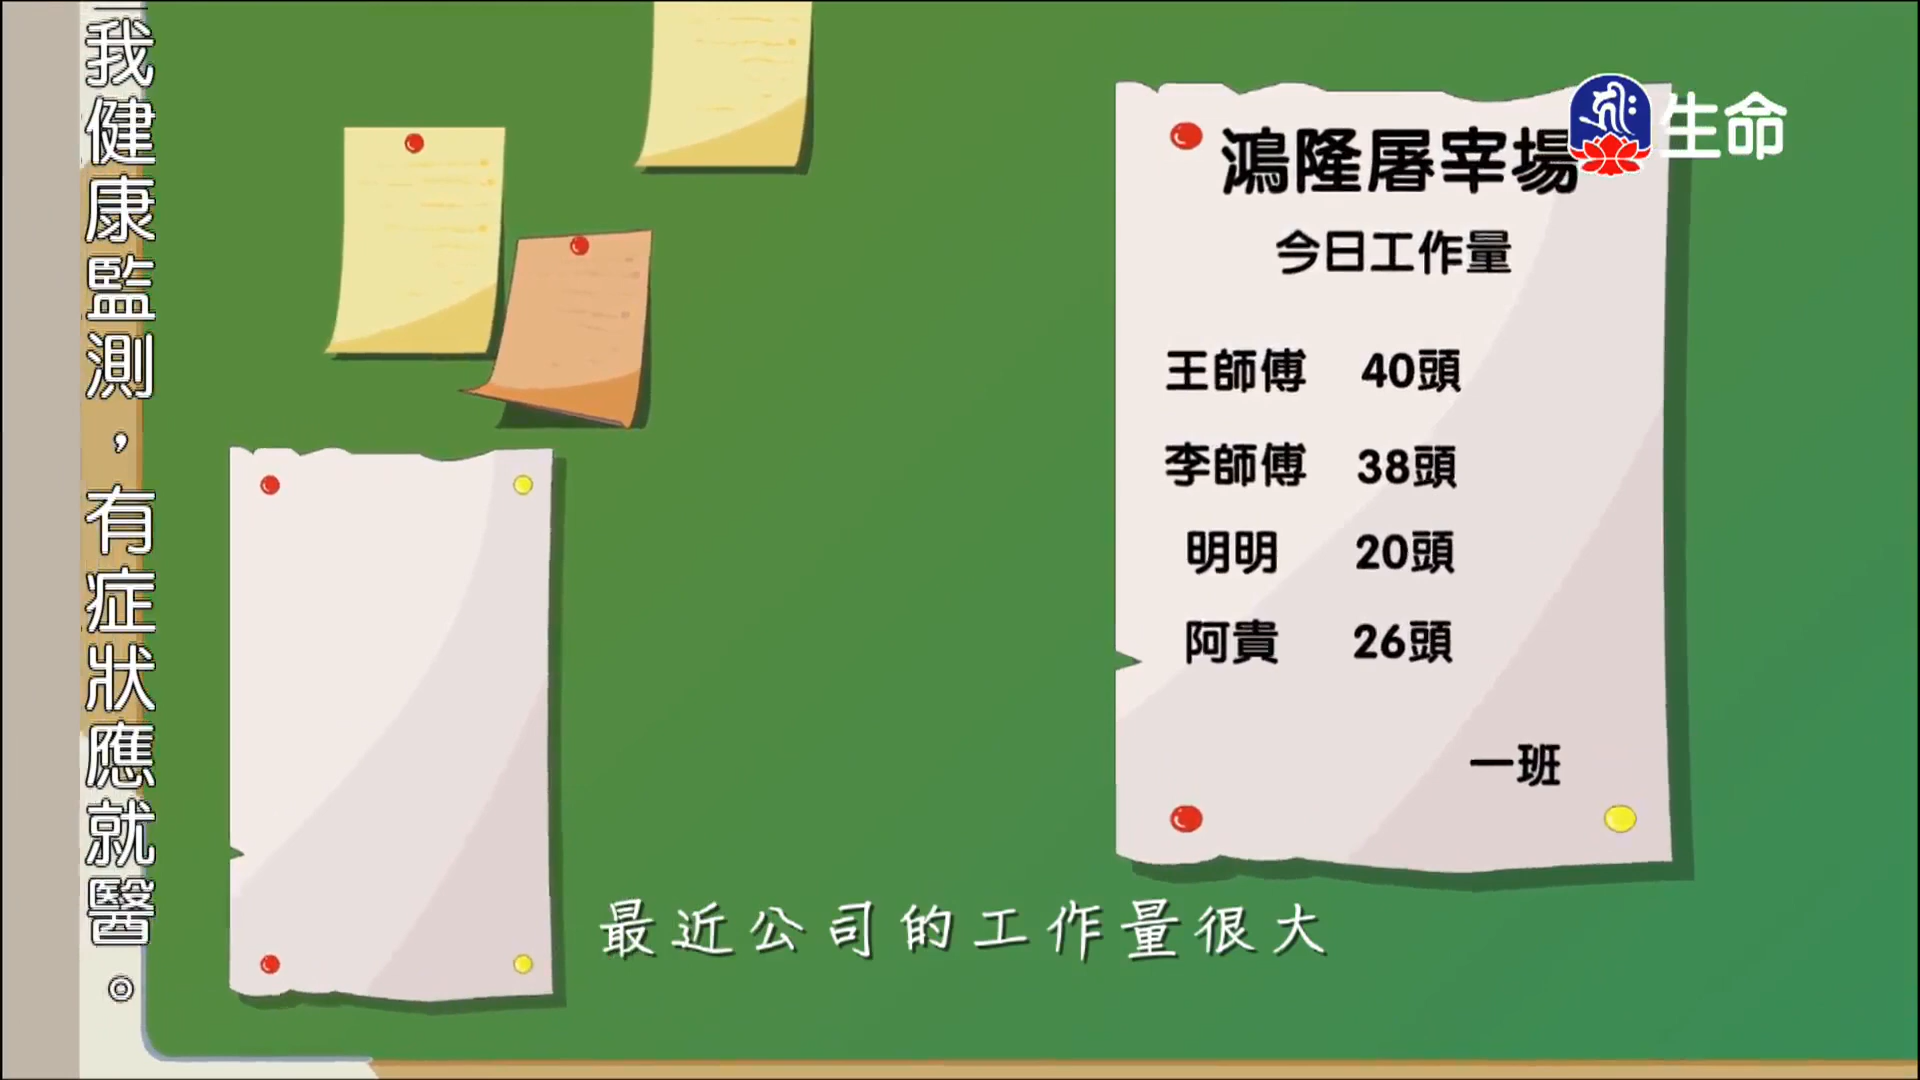 我健康監測，有症狀應就醫。
生命
鴻隆屠宰場
今日工作量
王師傅 40頭
李師傅 38頭
明明 20頭
阿貴 26頭
一班
最近公司的工作量很大